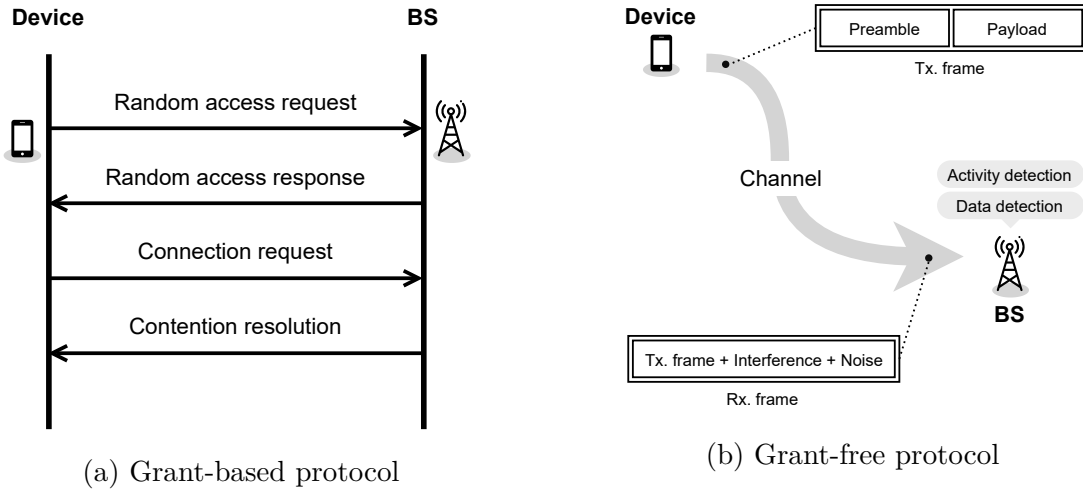 Device
BS
Random access request
Random access response
Connection request
Contention resolution
(a) Grant-based protocol
Device
Preamble
Payload
Tx. frame
Channel
Activity detection
Data detection
BS
Tx. frame + Interference + Noise
Rx. frame
(b) Grant-free protocol